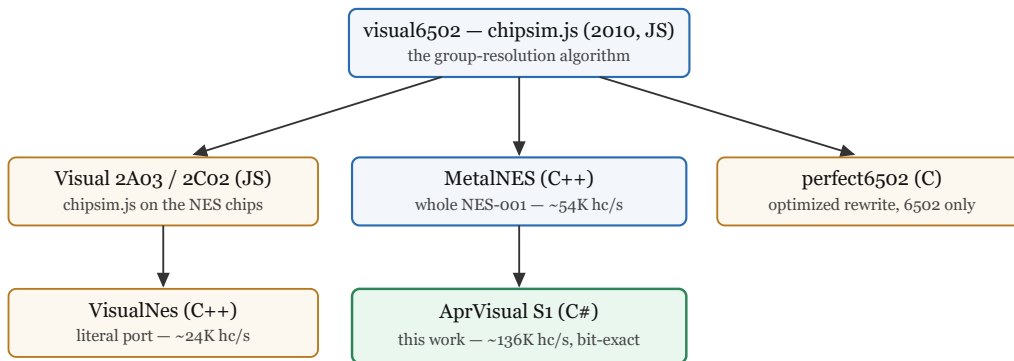 visual6502 — chipsim.js (2010, JS)
the group-resolution algorithm
Visual 2A03 / 2C02 (JS)
chipsim.js on the NES chips
MetalNES (C++)
whole NES-001 — ~54K hc/s
perfect6502 (C)
optimized rewrite, 6502 only
VisualNes (C++)
literal port — ~24K hc/s
AprVisual S1 (C#)
this work — ~136K hc/s, bit-exact